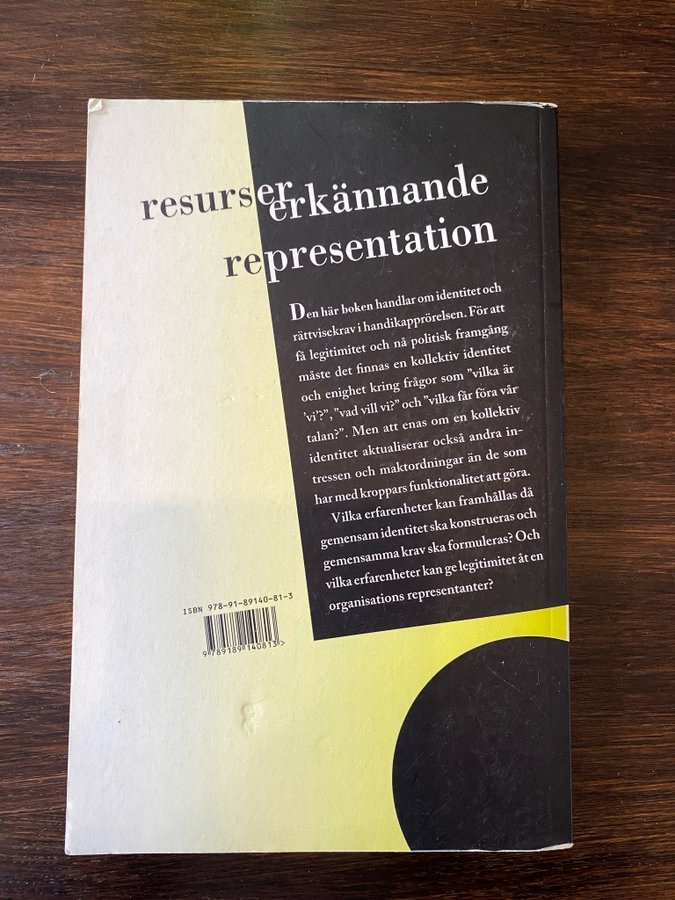 resurser erkännande
representation
Den här boken handlar om identitet och
rättvisekrav i handikapprörelsen. För att
få legitimitet och nå politisk framgång
måste det finnas en kollektiv identitet
och enighet kring frågor som "vilka är
'vi'?", "vad vill vi?" och "vilka får föra vår
talan?". Men att enas om en kollektiv
identitet aktualiserar också andra in-
tressen och maktordningar än de som
har med kroppars funktionalitet att göra.
Vilka erfarenheter kan framhållas då
gemensam identitet ska konstrueras och
gemensamma krav ska formuleras? Och
vilka erfarenheter kan ge legitimitet åt en
organisations representanter?
ISBN 978-91-89140-81-3
9 789189 140813 >